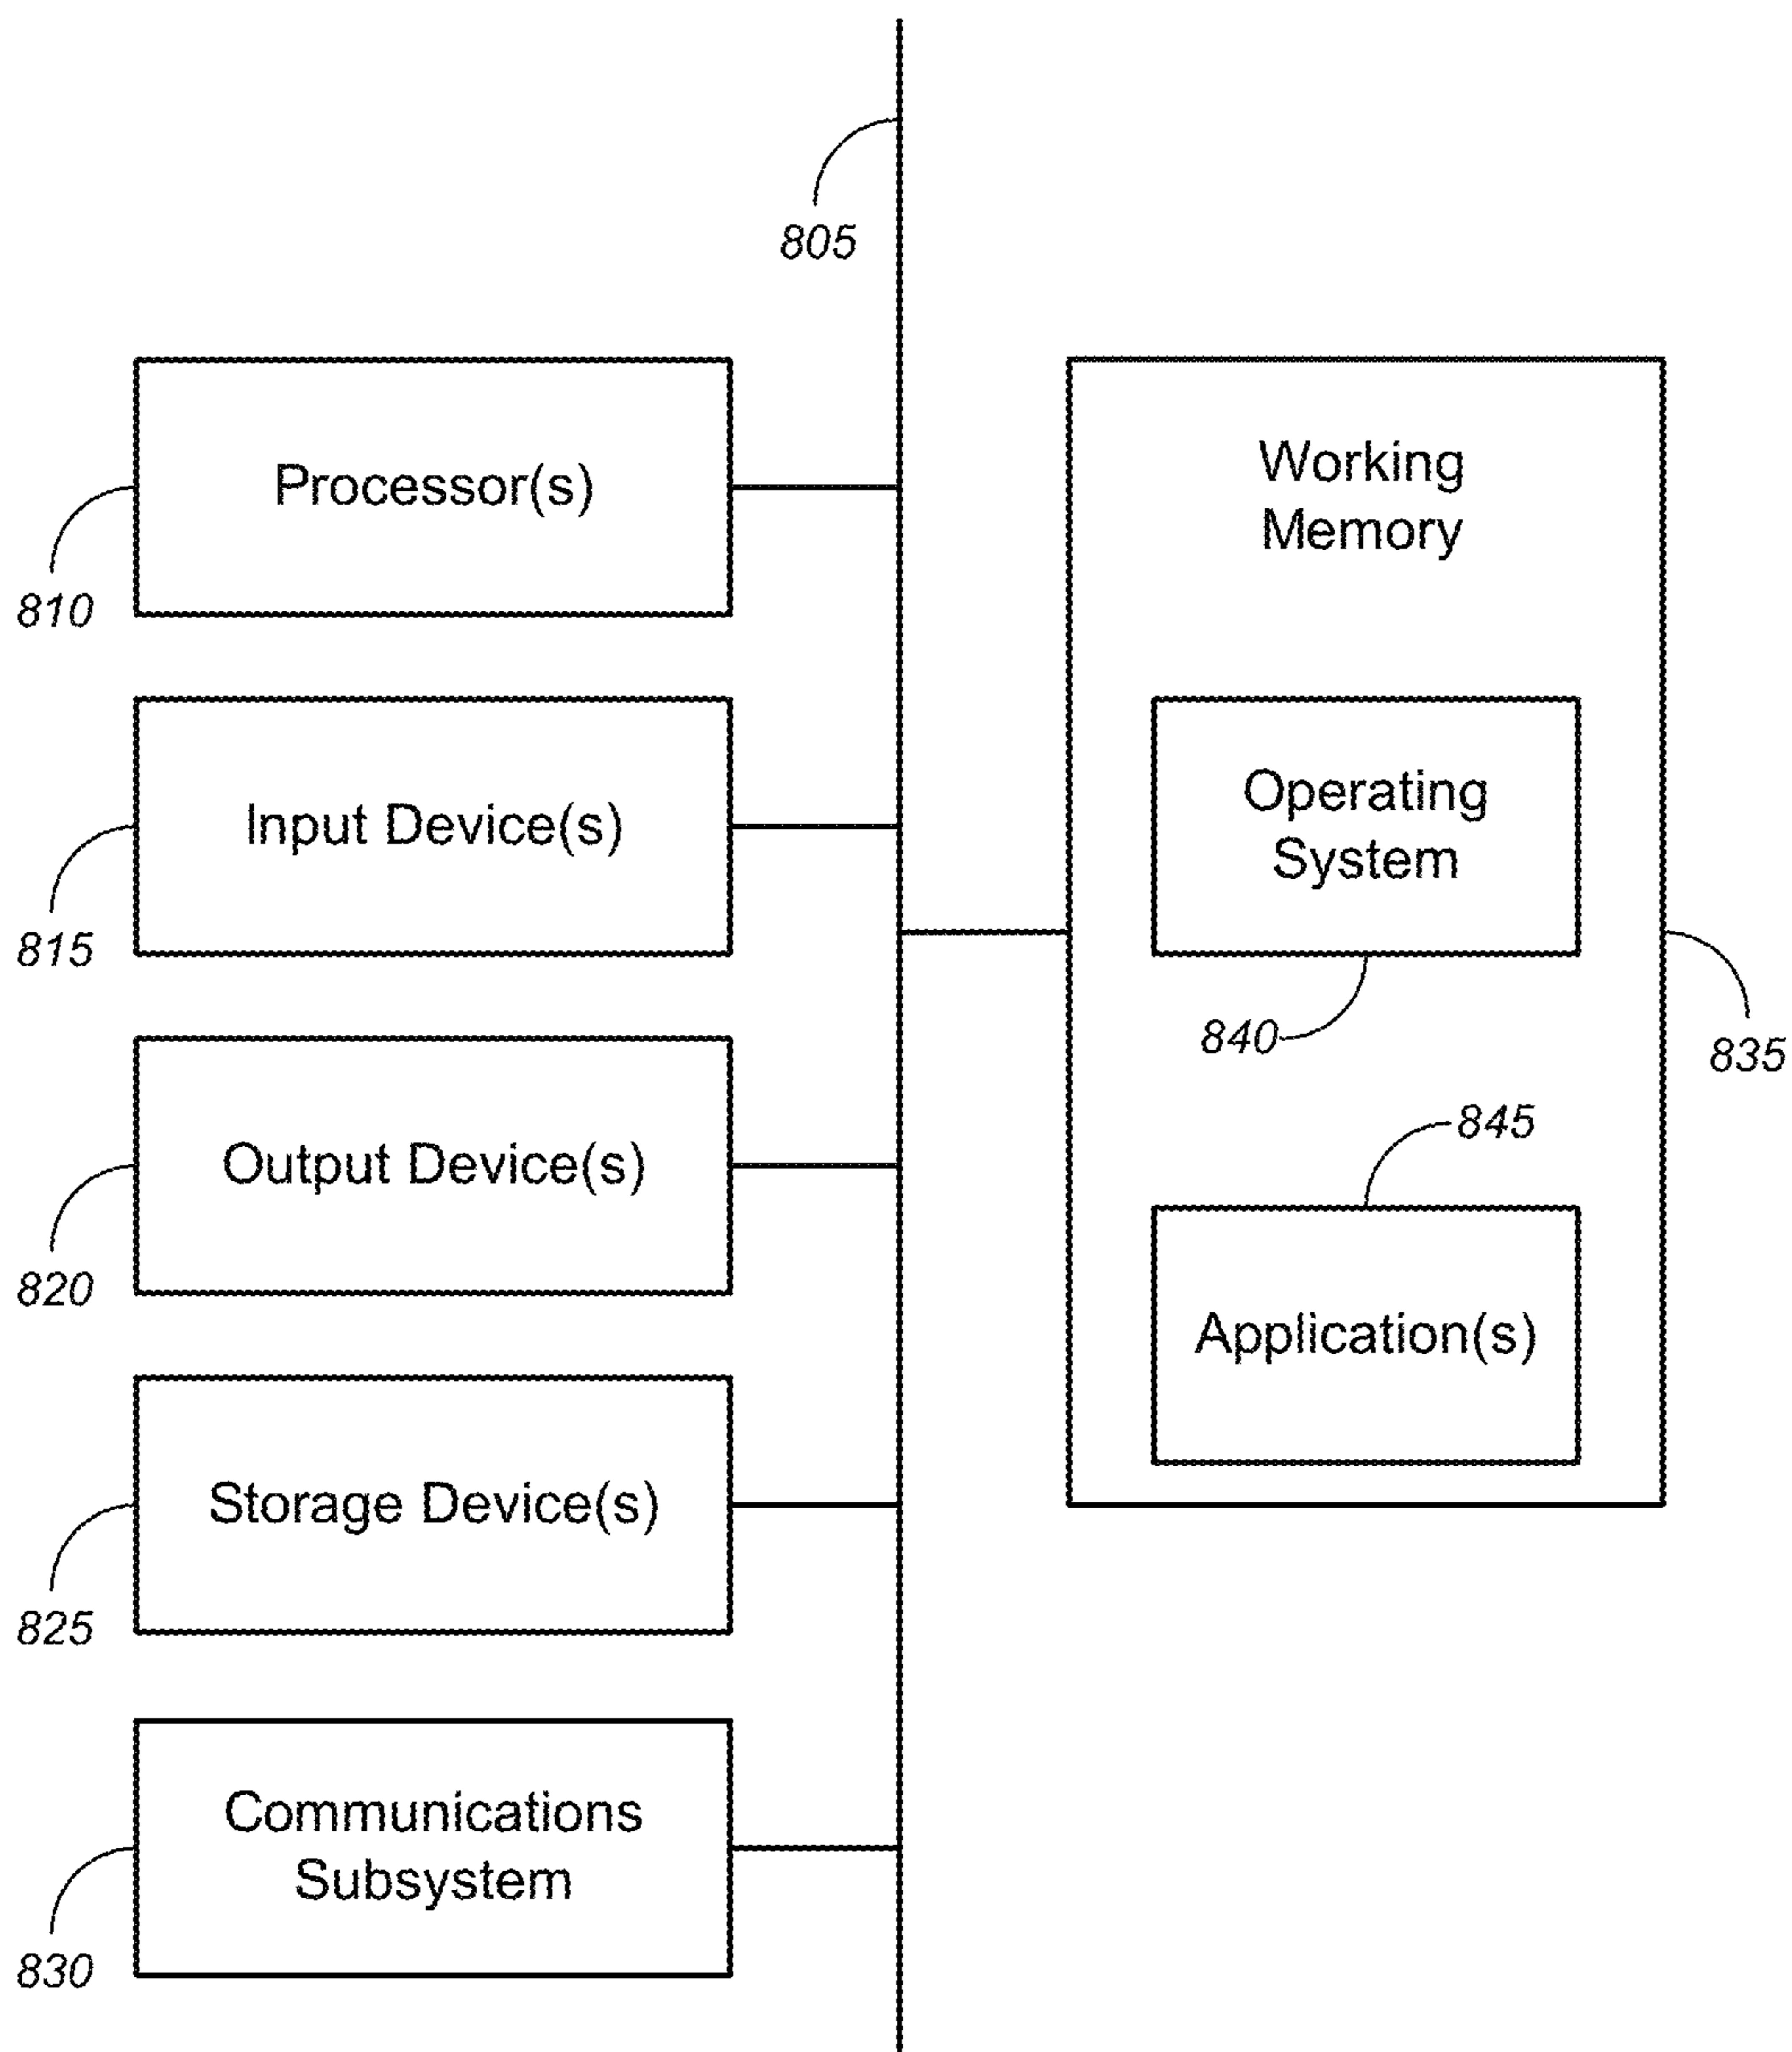 805
Processor(s)
810
Input Device(s)
815
Output Device(s)
820
Storage Device(s)
825
Communications
Subsystem
830
Working
Memory
Operating
System
840
835
845
Application(s)